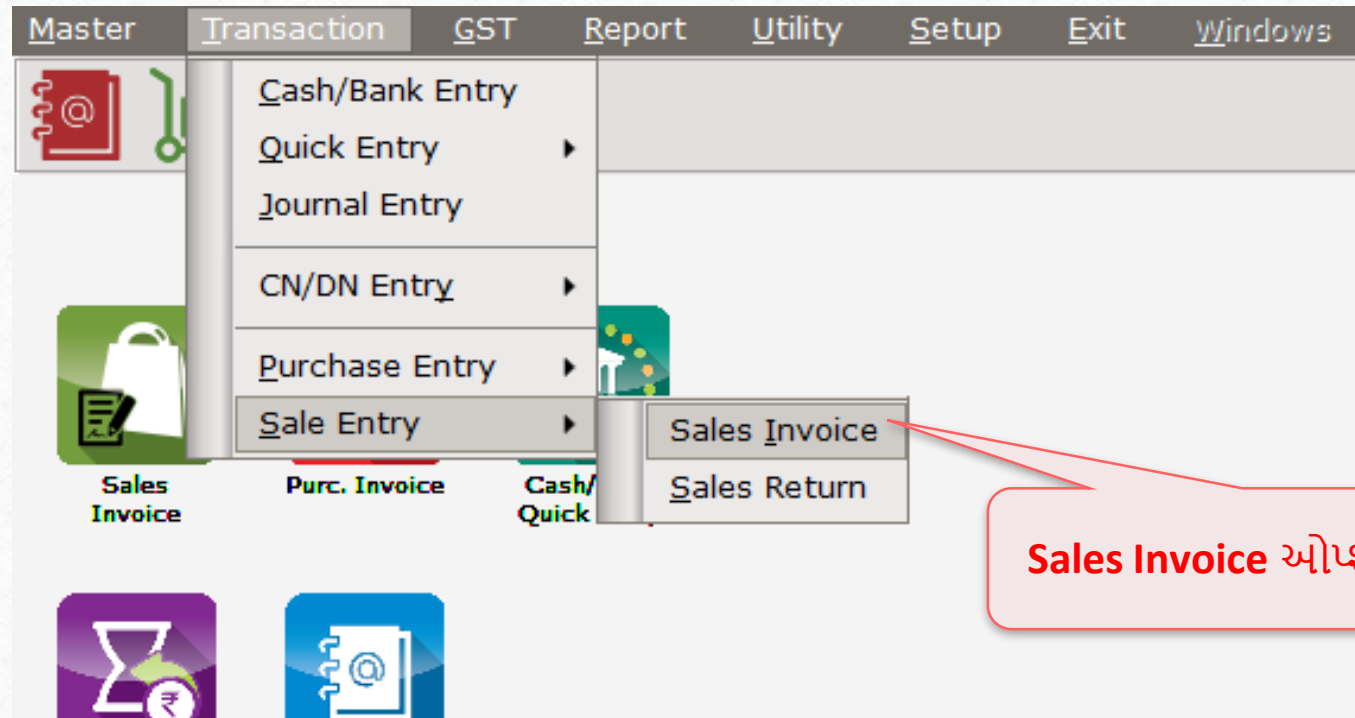 Master Transaction GST Report Utility Setup Exit Windows
Cash/Bank Entry
Quick Entry
Journal Entry
CN/DN Entry
Purchase Entry
Sale Entry
Sales Invoice
Sales Return
Sales
Invoice
Purc. Invoice
Cash/
Quick
Sales Invoice